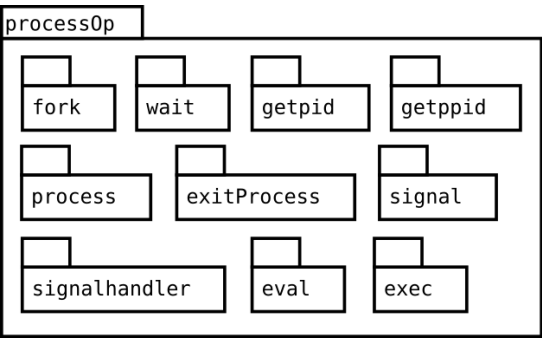 processOp
fork wait getpid getppid
process exitProcess signal
signalhandler eval exec